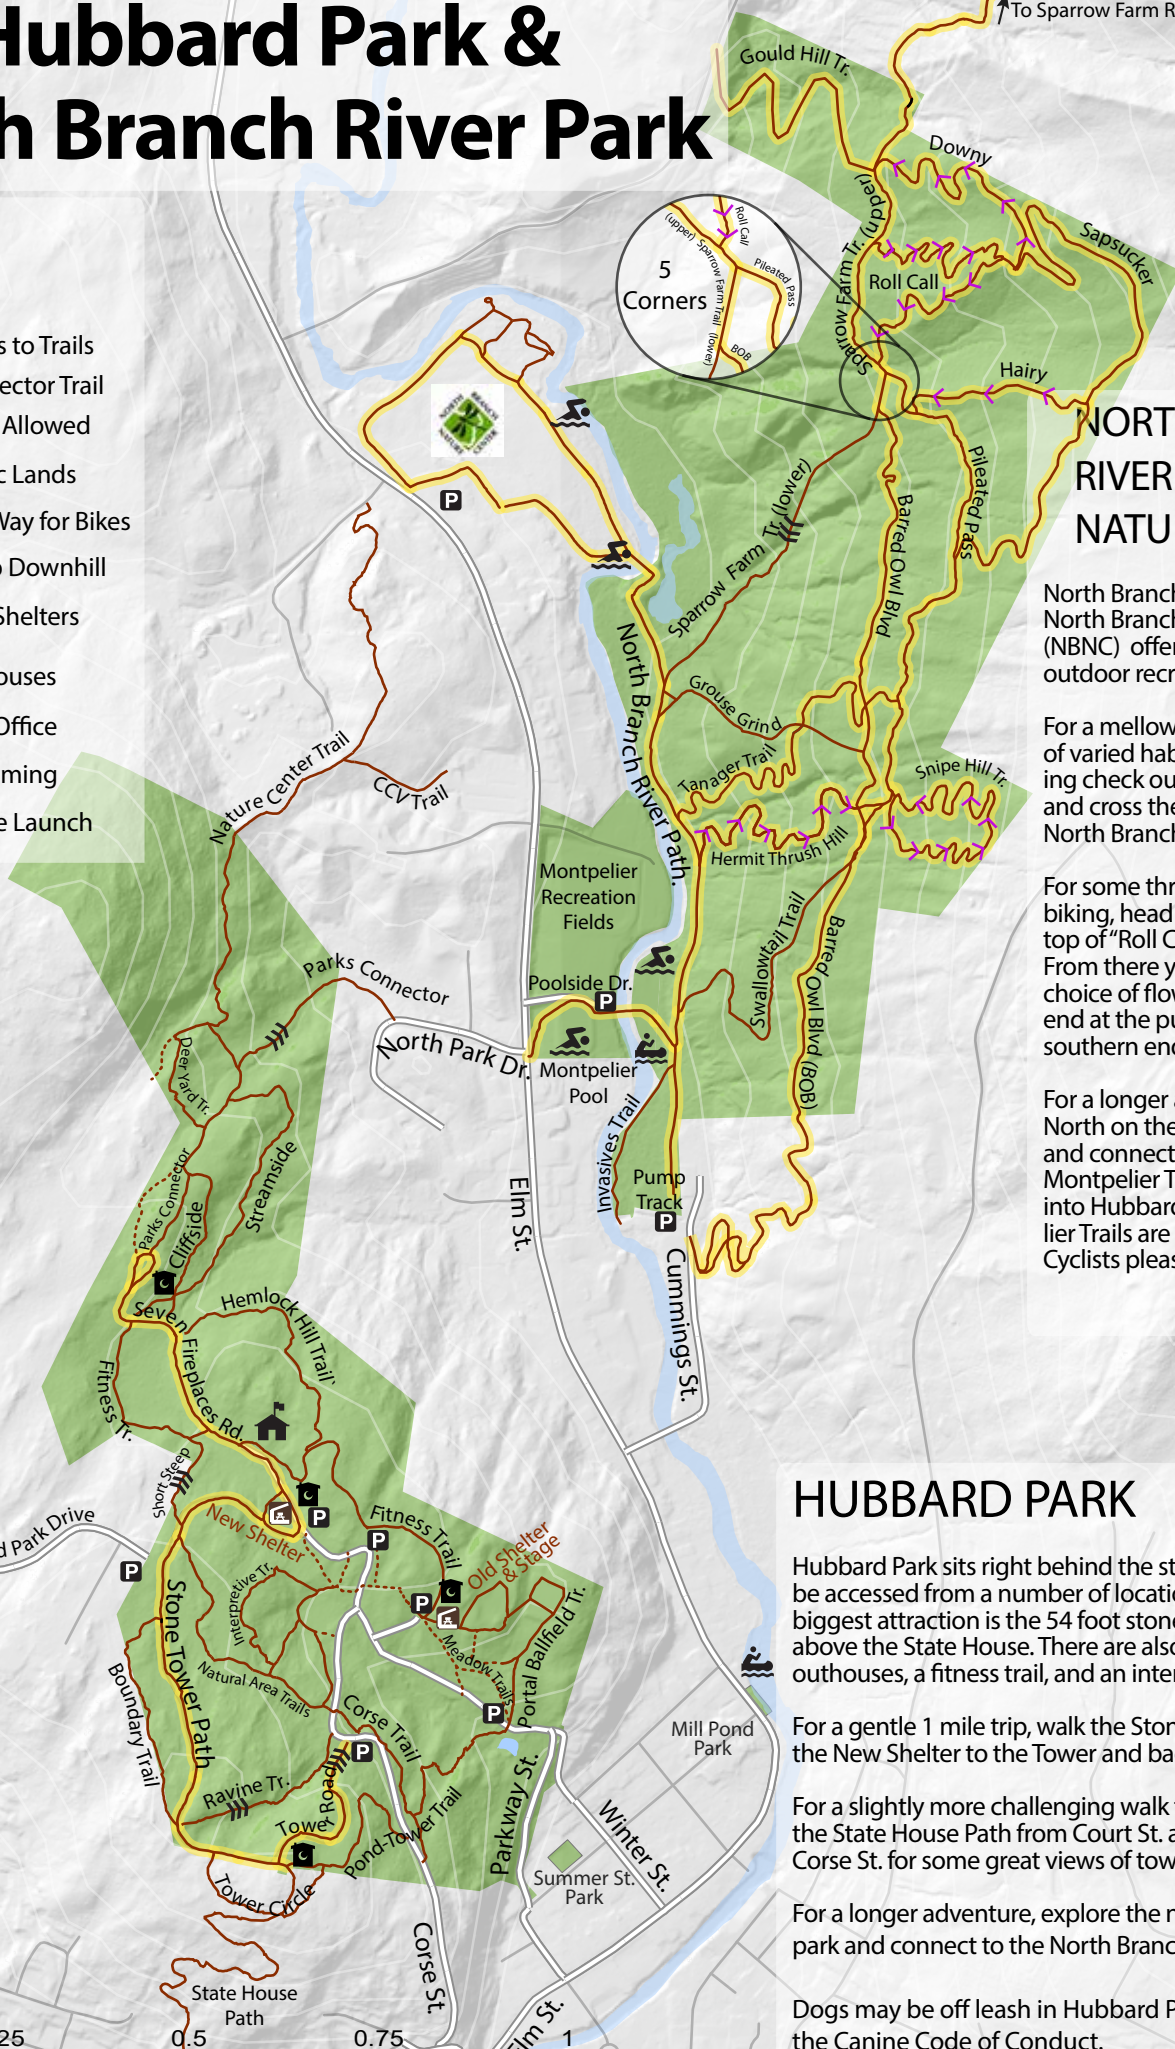 Hubbard Park &
h Branch River Park
To Sparrow Farm R
Gould Hill Tr.
Downy
Sapsucker
Sparrow Farm Tr. (upper)
Roll Call
Hairy
5
Corners
Roll Call
(upper) Sparrow Farm Trail (lower)
Pileated Pass
BOB
s to Trails
ector Trail
Allowed
c Lands
Way for Bikes
o Downhill
Shelters
ouses
Office
ming
e Launch
NORTH BRANCH NATURE CENTER
P
Sparrow Farm Tr. (lower)
Barred Owl Blvd
Pileated Pass
North Branch River Path.
Grouse Grind
Tanager Trail
Snipe Hill Tr.
Hermit Thrush Hill
Swallowtail Trail
Barred Owl Blvd (BOB)
Nature Center Trail
CCV Trail
Montpelier
Recreation
Fields
Parks Connector
Poolside Dr.
P
North Park Dr.
Montpelier
Pool
Invasives Trail
Pump
Track
P
Elm St.
Cummings St.
Deer Yard Tr.
Parks Connector
Cliffside
Streamside
Seven Fireplaces Rd.
Hemlock Hill Trail'
Fitness Tr.
Short Steep
d Park Drive
P
New Shelter
P
P
Fitness Trail
Old Shelter
& Stage
P
Interpretive Tr.
Stone Tower Path
Natural Area Trails
Meadow Trails
Portal Ballfield Tr.
P
Boundary Trail
Corse Trail
P
Ravine Tr.
Tower Road
Pond-Tower Trail
Tower Circle
Parkway St.
Winter St.
Summer St.
Park
Mill Pond
Park
Corse St.
Elm St.
State House
Path
25
0.5
0.75
1
NORT
RIVER
NATU
North Branch
North Branch
(NBNC) offer
outdoor recr
For a mellow
of varied hab
ing check ou
and cross the
North Branch
For some thr
biking, head
top of “Roll C
From there y
choice of flow
end at the pu
southern end
For a longer a
North on the
and connect
Montpelier T
into Hubbard
lier Trails are
Cyclists pleas
HUBBARD PARK
Hubbard Park sits right behind the st
be accessed from a number of locatio
biggest attraction is the 54 foot stone
above the State House. There are also
outhouses, a fitness trail, and an inter
For a gentle 1 mile trip, walk the Ston
the New Shelter to the Tower and ba
For a slightly more challenging walk t
the State House Path from Court St. a
Corse St. for some great views of tow
For a longer adventure, explore the n
park and connect to the North Branc
Dogs may be off leash in Hubbard P
the Canine Code of Conduct.